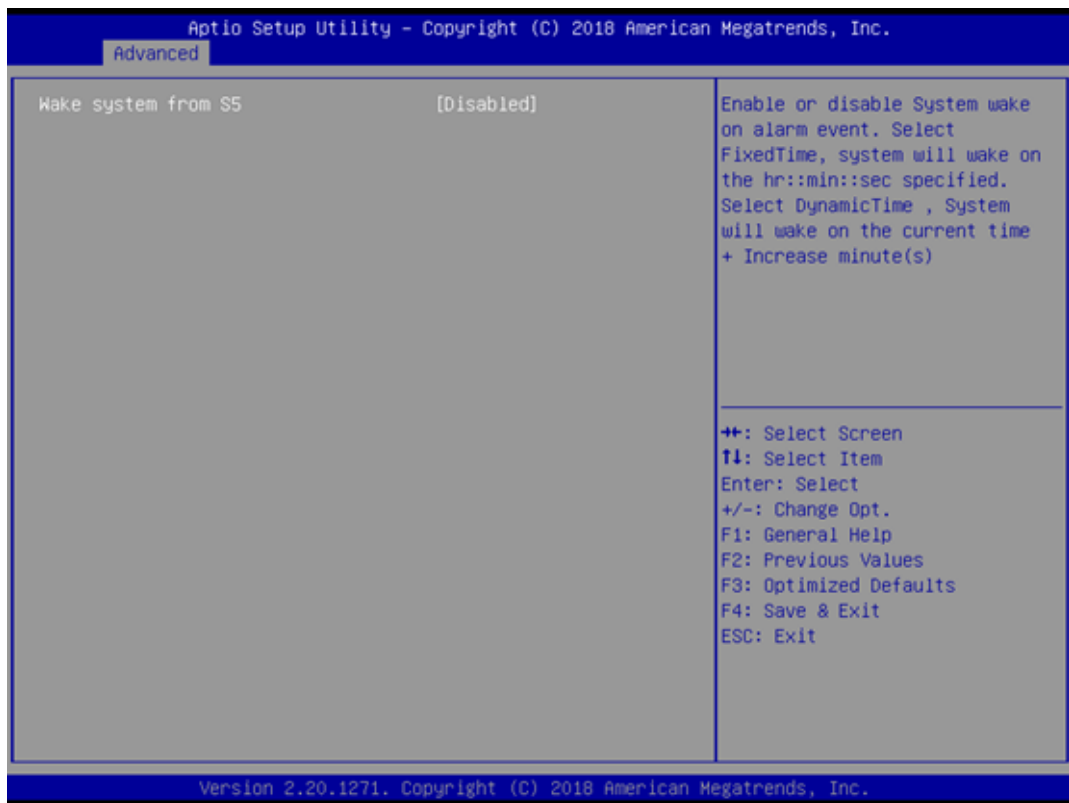 Aptio Setup Utility – Copyright (C) 2018 American Megatrends, Inc.
Advanced
Wake system from S5 [Disabled]
Enable or disable System wake
on alarm event. Select
FixedTime, system will wake on
the hr::min::sec specified.
Select DynamicTime , System
will wake on the current time
+ Increase minute(s)
→←: Select Screen
↑↓: Select Item
Enter: Select
+/-: Change Opt.
F1: General Help
F2: Previous Values
F3: Optimized Defaults
F4: Save & Exit
ESC: Exit
Version 2.20.1271. Copyright (C) 2018 American Megatrends, Inc.